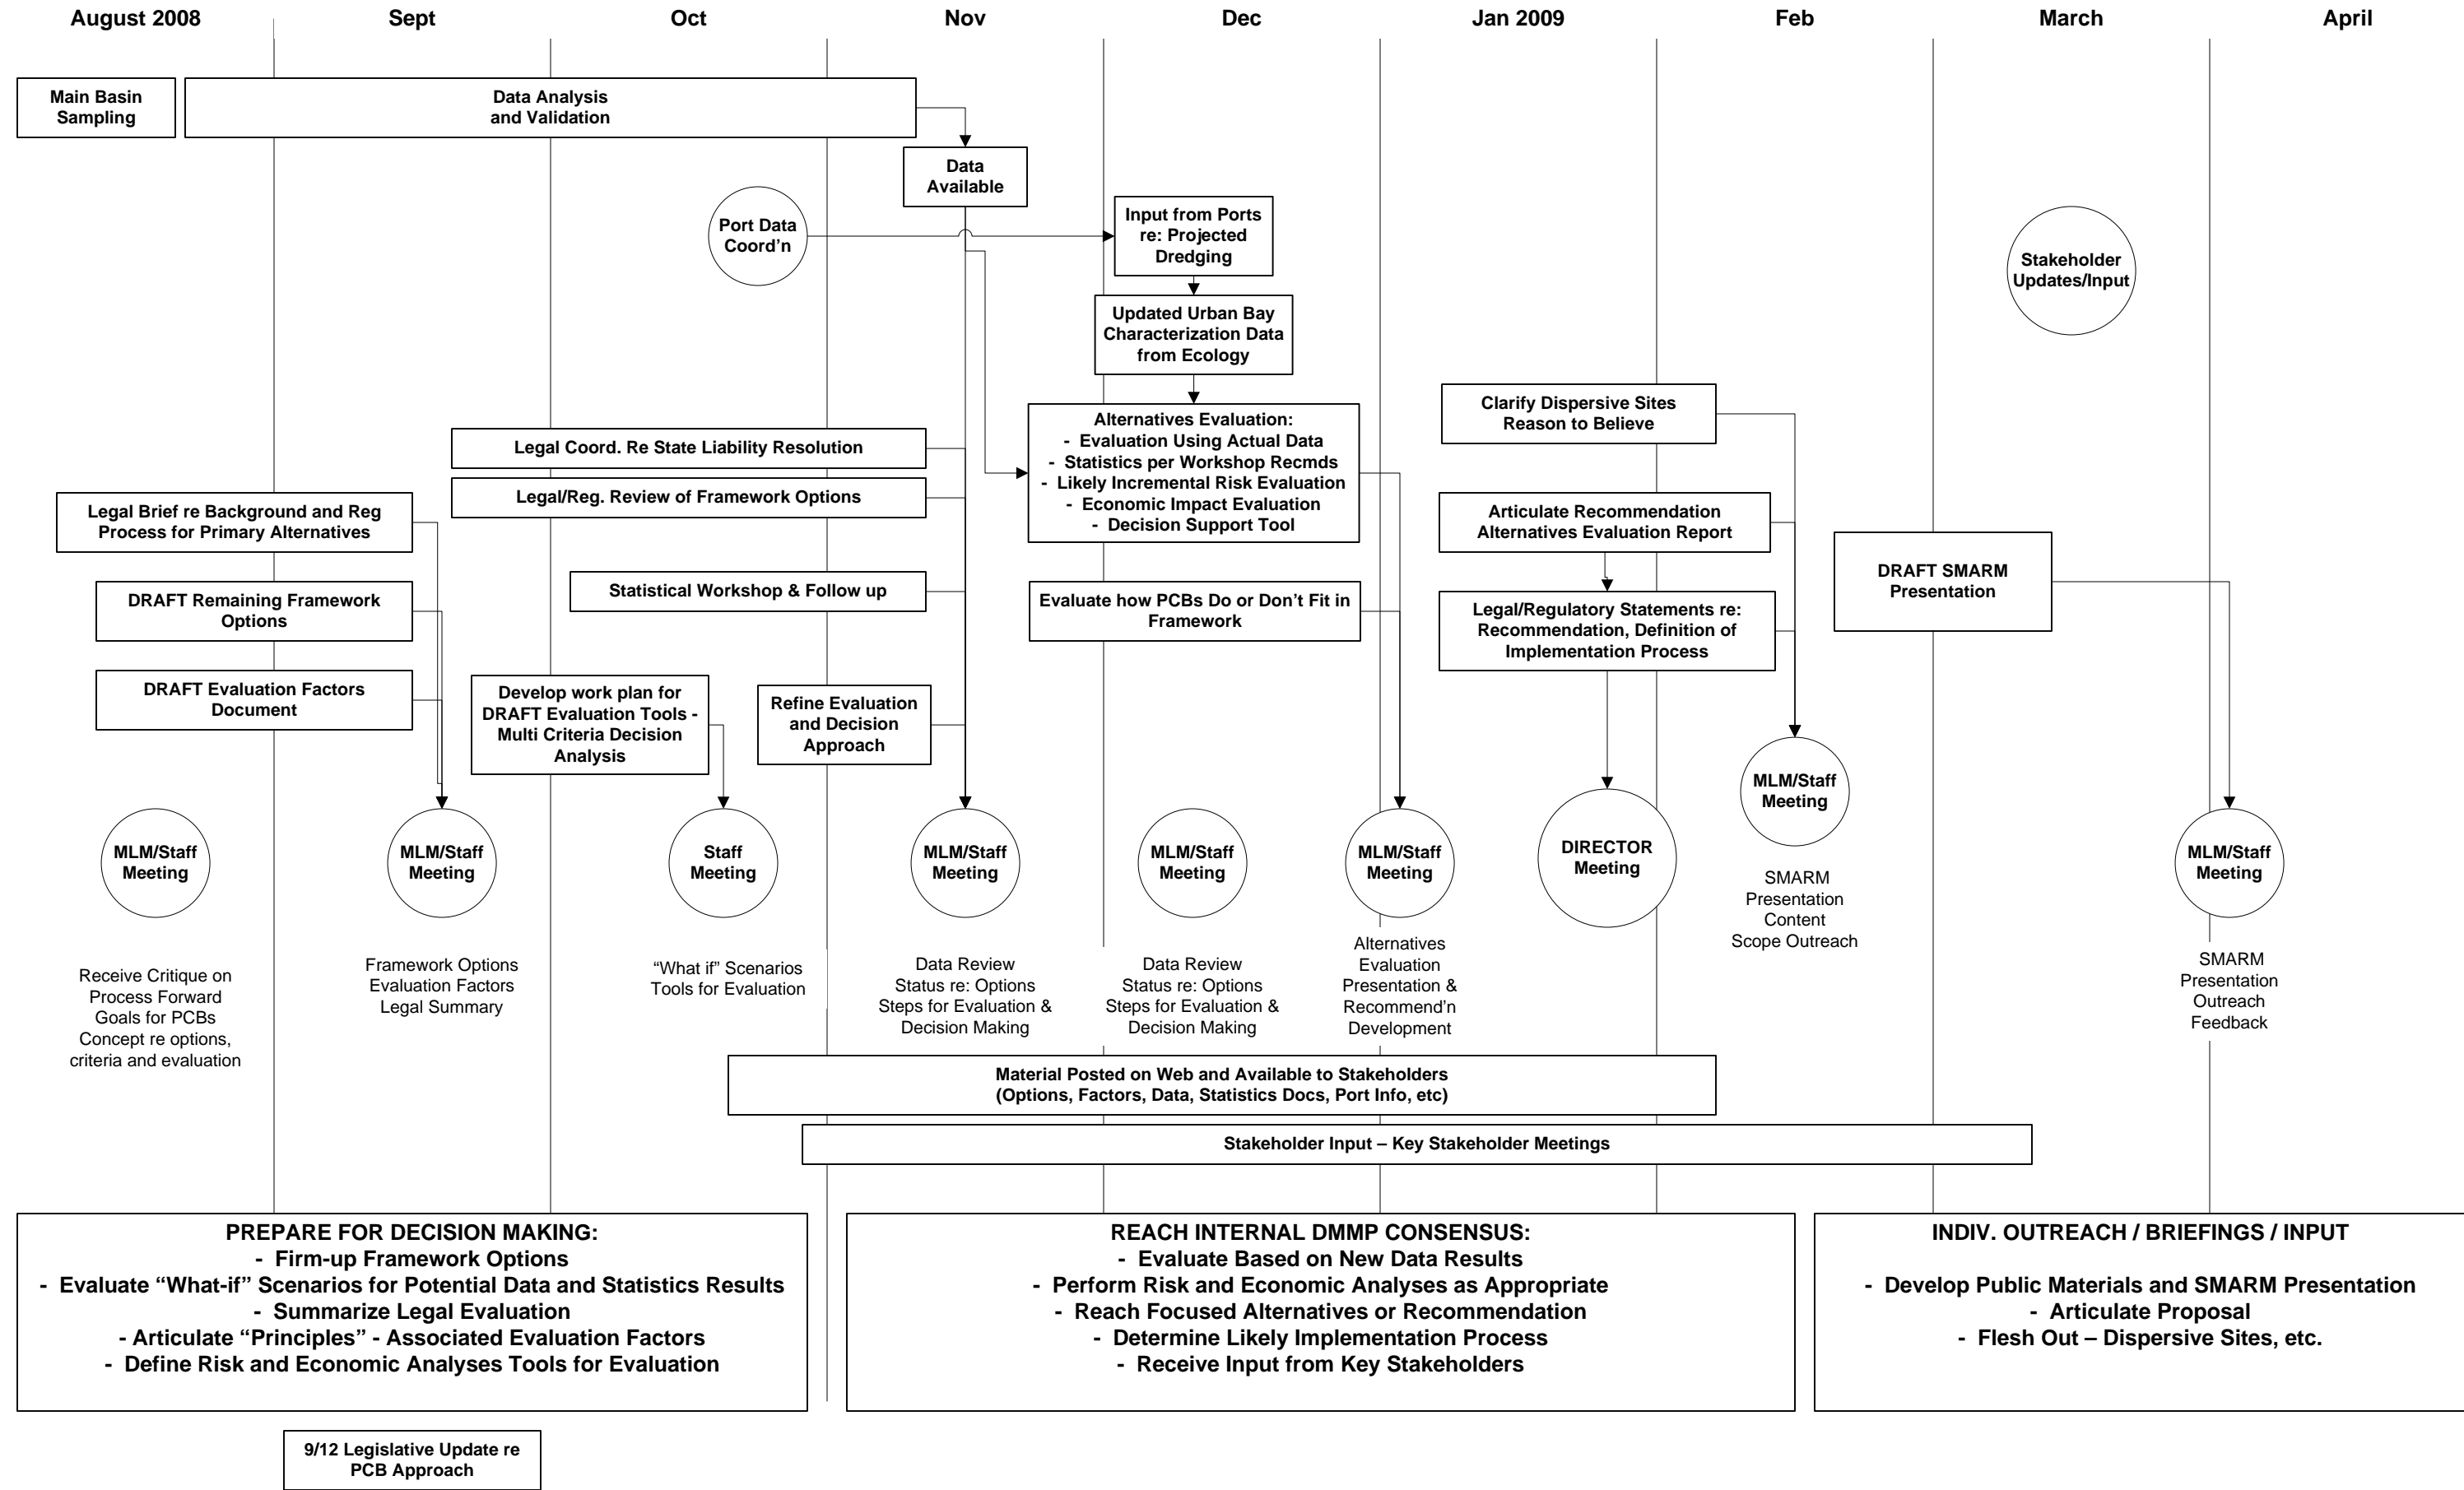 August 2008
Sept
Oct
Nov
Dec
Jan 2009
Feb
March
April
Main Basin
Sampling
Data Analysis
and Validation
Data
Available
Port Data
Coord’n
Input from Ports
re: Projected
Dredging
Stakeholder
Updates/Input
Updated Urban Bay
Characterization Data
from Ecology
Clarify Dispersive Sites
Reason to Believe
Alternatives Evaluation:
- Evaluation Using Actual Data
- Statistics per Workshop Recmds
- Likely Incremental Risk Evaluation
- Economic Impact Evaluation
- Decision Support Tool
Legal Coord. Re State Liability Resolution
Legal/Reg. Review of Framework Options
Legal Brief re Background and Reg
Process for Primary Alternatives
Articulate Recommendation
Alternatives Evaluation Report
DRAFT SMARM
Presentation
Statistical Workshop & Follow up
DRAFT Remaining Framework
Options
Evaluate how PCBs Do or Don’t Fit in
Framework
Legal/Regulatory Statements re:
Recommendation, Definition of
Implementation Process
DRAFT Evaluation Factors
Document
Develop work plan for
DRAFT Evaluation Tools -
Multi Criteria Decision
Analysis
Refine Evaluation
and Decision
Approach
MLM/Staff
Meeting
MLM/Staff
Meeting
Staff
Meeting
MLM/Staff
Meeting
MLM/Staff
Meeting
MLM/Staff
Meeting
DIRECTOR
Meeting
MLM/Staff
Meeting
MLM/Staff
Meeting
Receive Critique on
Process Forward
Goals for PCBs
Concept re options,
criteria and evaluation
Framework Options
Evaluation Factors
Legal Summary
“What if” Scenarios
Tools for Evaluation
Data Review
Status re: Options
Steps for Evaluation &
Decision Making
Data Review
Status re: Options
Steps for Evaluation &
Decision Making
Alternatives
Evaluation
Presentation &
Recommend’n
Development
SMARM
Presentation
Content
Scope Outreach
SMARM
Presentation
Outreach
Feedback
Material Posted on Web and Available to Stakeholders
(Options, Factors, Data, Statistics Docs, Port Info, etc)
Stakeholder Input – Key Stakeholder Meetings
PREPARE FOR DECISION MAKING:
- Firm-up Framework Options
- Evaluate “What-if” Scenarios for Potential Data and Statistics Results
- Summarize Legal Evaluation
- Articulate “Principles” - Associated Evaluation Factors
- Define Risk and Economic Analyses Tools for Evaluation
REACH INTERNAL DMMP CONSENSUS:
- Evaluate Based on New Data Results
- Perform Risk and Economic Analyses as Appropriate
- Reach Focused Alternatives or Recommendation
- Determine Likely Implementation Process
- Receive Input from Key Stakeholders
INDIV. OUTREACH / BRIEFINGS / INPUT
- Develop Public Materials and SMARM Presentation
- Articulate Proposal
- Flesh Out – Dispersive Sites, etc.
9/12 Legislative Update re
PCB Approach